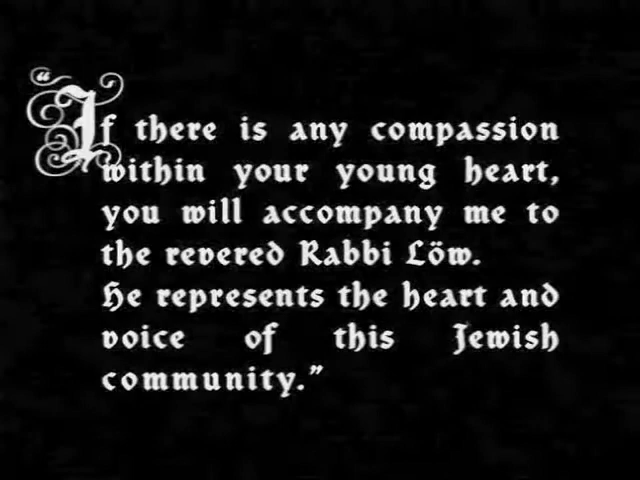 “If there is any compassion
within your young heart,
you will accompany me to
the revered Rabbi Löw.
He represents the heart and
voice of this Jewish
community.”